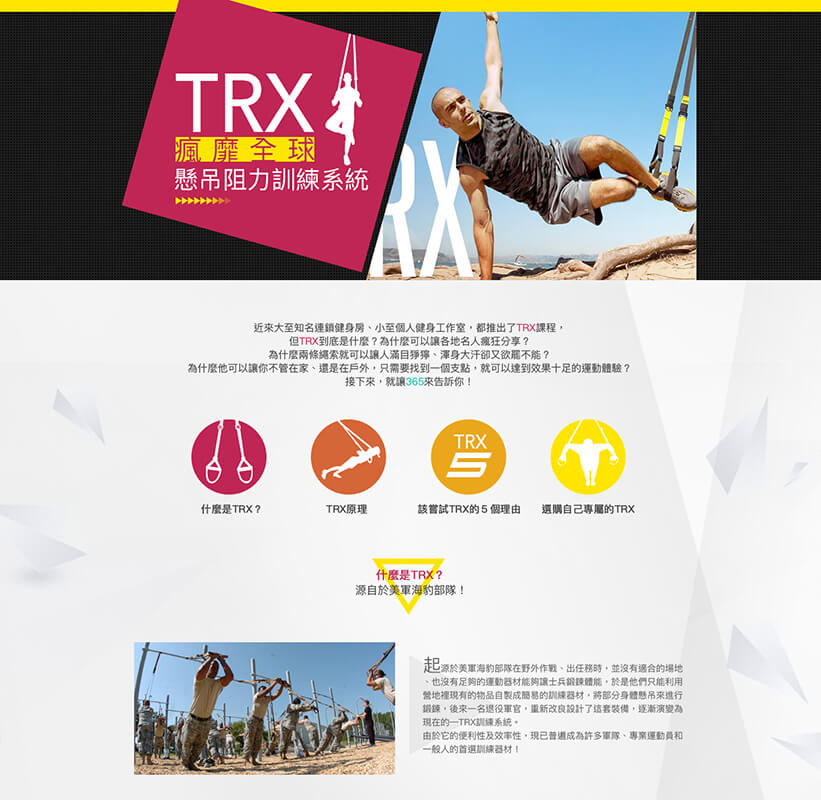 TRX
瘋靡全球
懸吊阻力訓練系統
RX
近來大至知名連鎖健身房、小至個人健身工作室，都推出了TRX課程，
但TRX到底是什麼？為什麼可以讓各地名人瘋狂分享？
為什麼兩條繩索就可以讓人滿目猙獰、渾身大汗卻又欲罷不能？
為什麼他可以讓你不管在家、還是在戶外，只需要找到一個支點，就可以達到效果十足的運動體驗？
接下來，就讓365來告訴你！
什麼是TRX？
TRX原理
TRX
5
該嘗試TRX的５個理由
選購自己專屬的TRX
什麼是TRX？
源自於美軍海豹部隊！
起源於美軍海豹部隊在野外作戰、出任務時，並沒有適合的場地
、也沒有足夠的運動器材能夠讓士兵鍛鍊體能，於是他們只能利用
營地裡現有的物品自製成簡易的訓練器材，將部分身體懸吊來進行
鍛鍊，後來一名退役軍官，重新改良設計了這套裝備，逐漸演變為
現在的—TRX訓練系統。
由於它的便利性及效率性，現已普遍成為許多軍隊、專業運動員和
一般人的首選訓練器材！